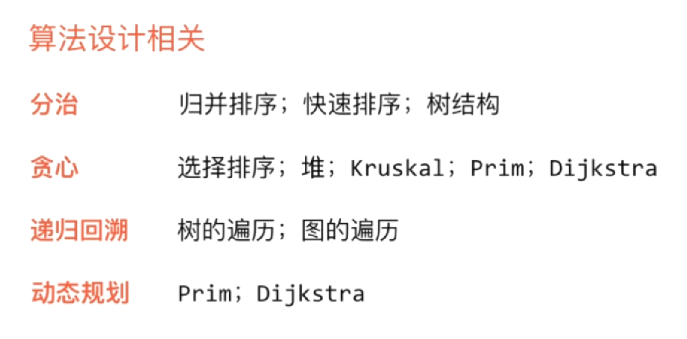 算法设计相关
分治 归并排序；快速排序；树结构
贪心 选择排序；堆；Kruskal；Prim；Dijkstra
递归回溯 树的遍历；图的遍历
动态规划 Prim；Dijkstra